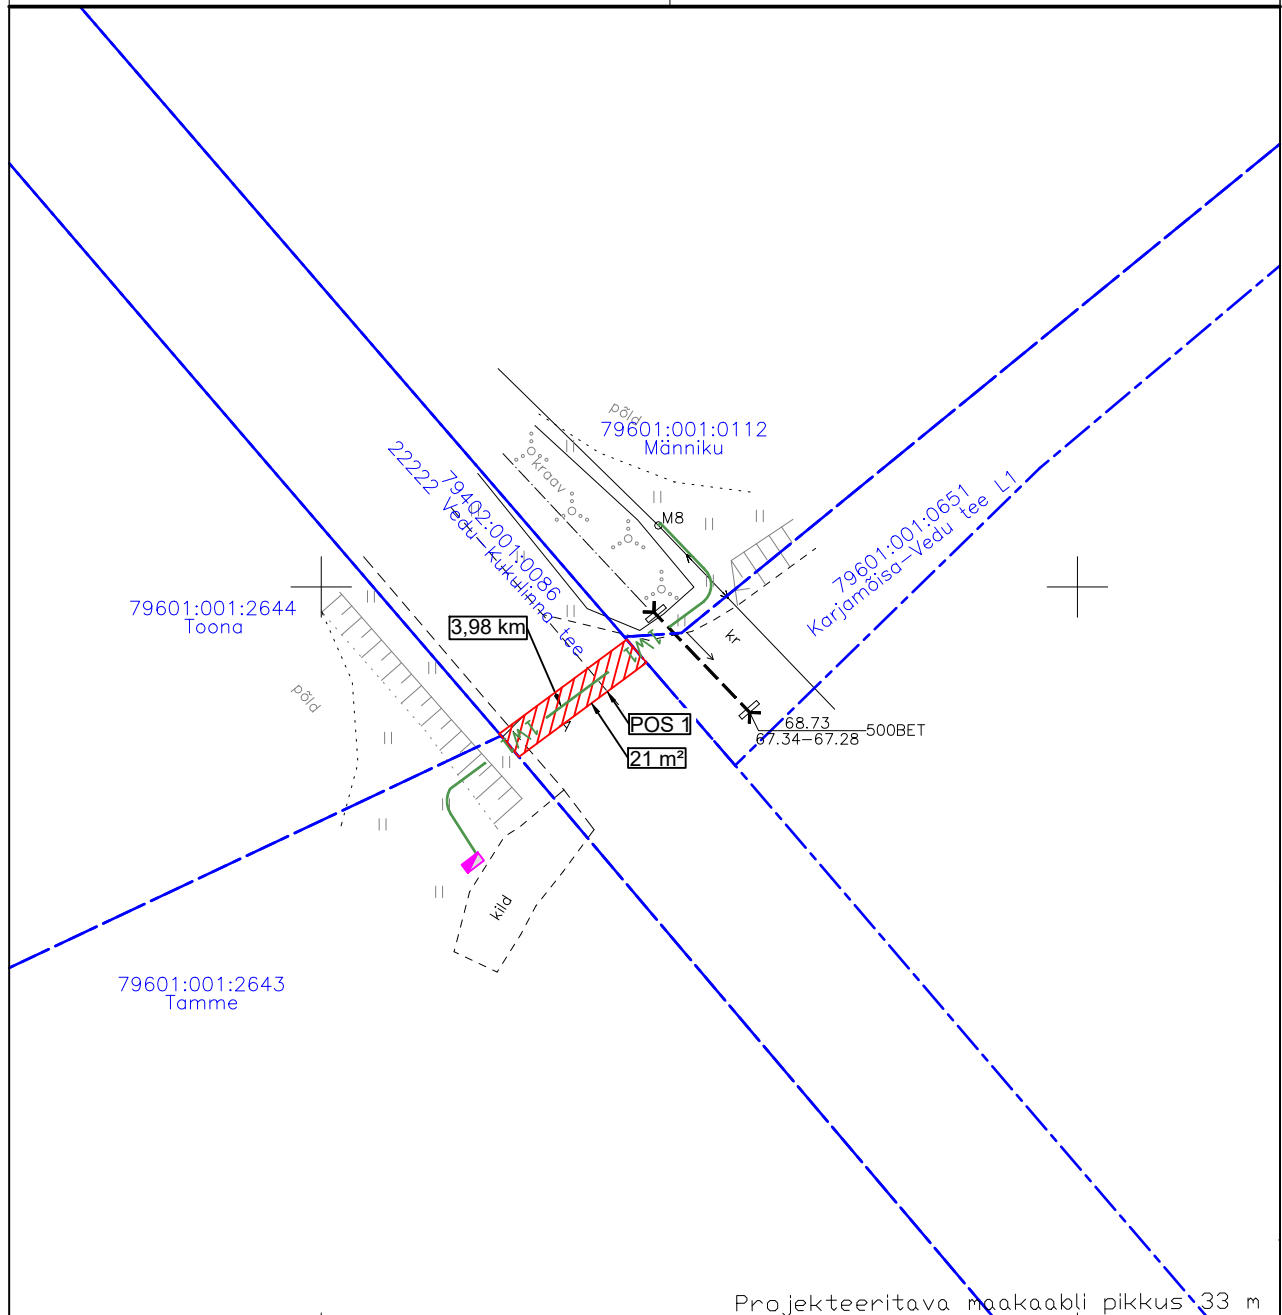 põld
79601:001:0112
Männiku
kraav
79402:001:0086
22222 Vedu-Kukulinna tee
M8
79601:001:0651
Karjamõisa-Vedu tee L1
79601:001:2644
Toona
3,98 km
kr
põld
POS 1
68.73
67.34-67.28
500BET
21 m²
A
kild
79601:001:2643
Tamme
Projekteeritava maakaabli pikkus 33 m